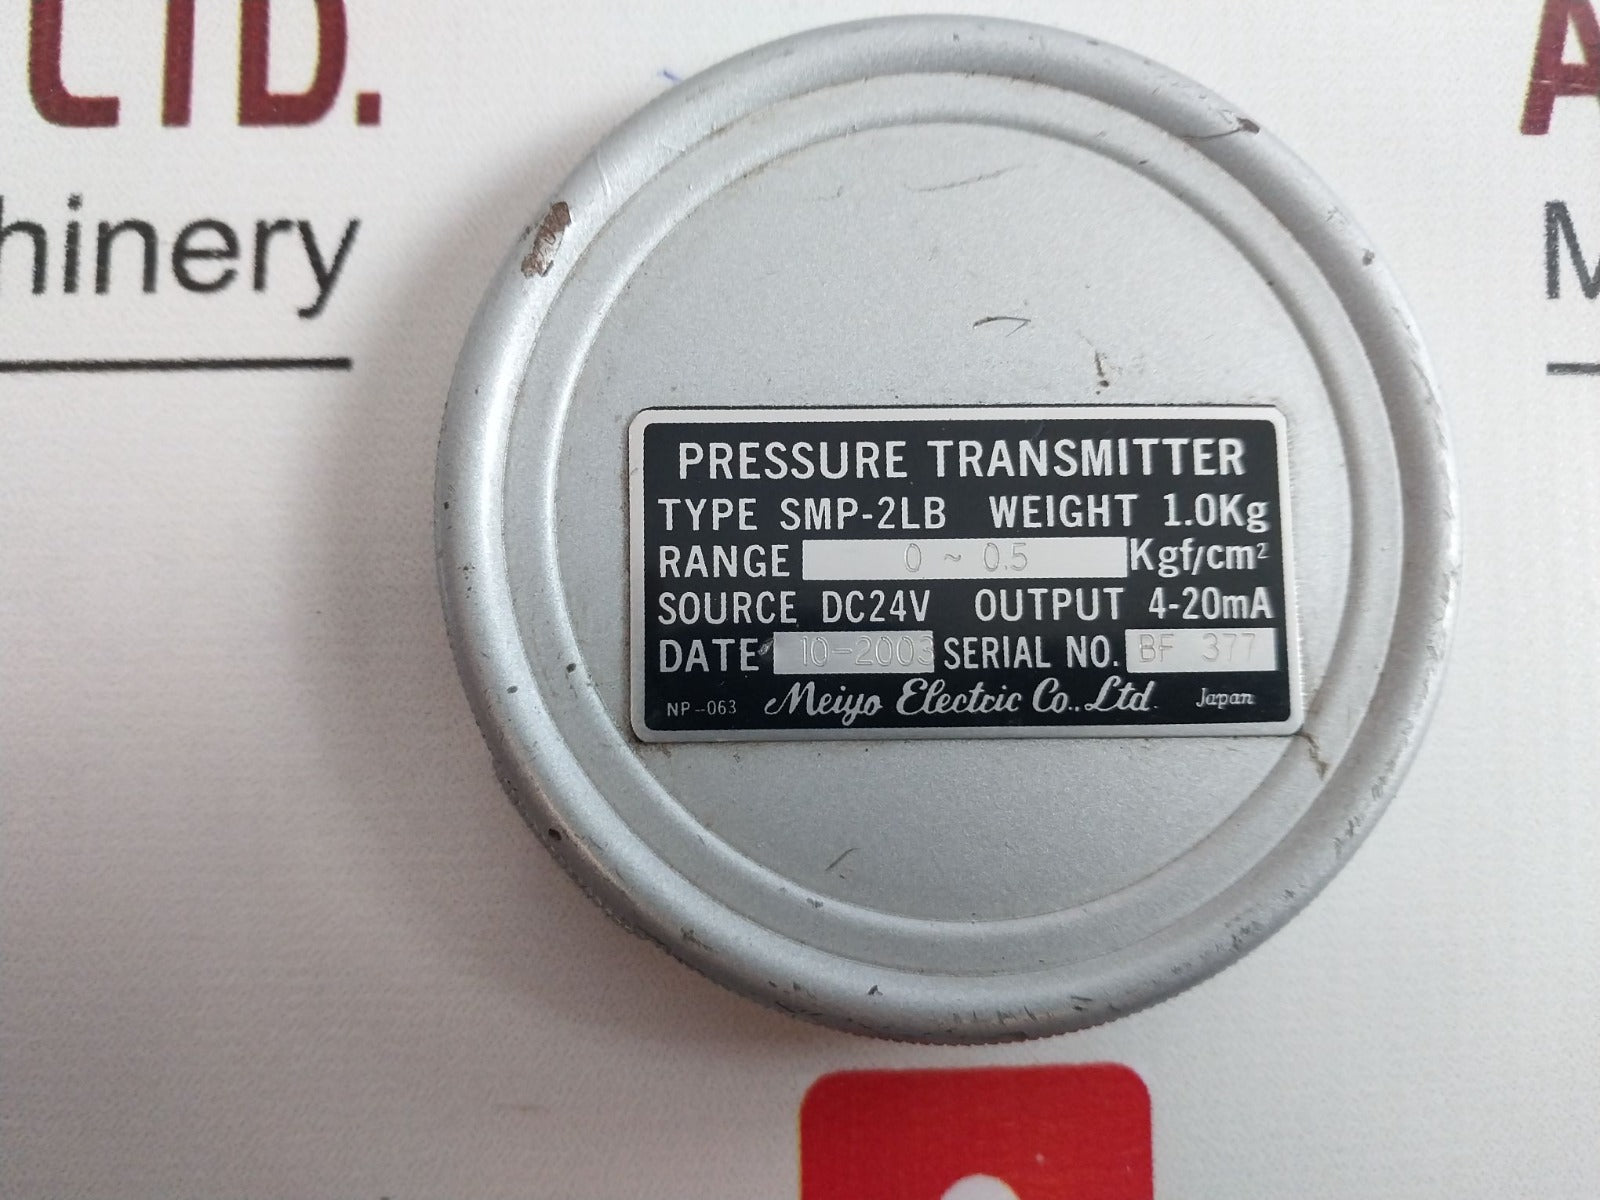 LTD.
hinery
A
M
PRESSURE TRANSMITTER
TYPE SMP-2LB WEIGHT 1.0Kg
RANGE 0 ~ 0.5 Kgf/cm²
SOURCE DC24V OUTPUT 4-20mA
DATE 10-2003 SERIAL NO. BF 377
NP-063 Meiyo Electric Co., Ltd. Japan